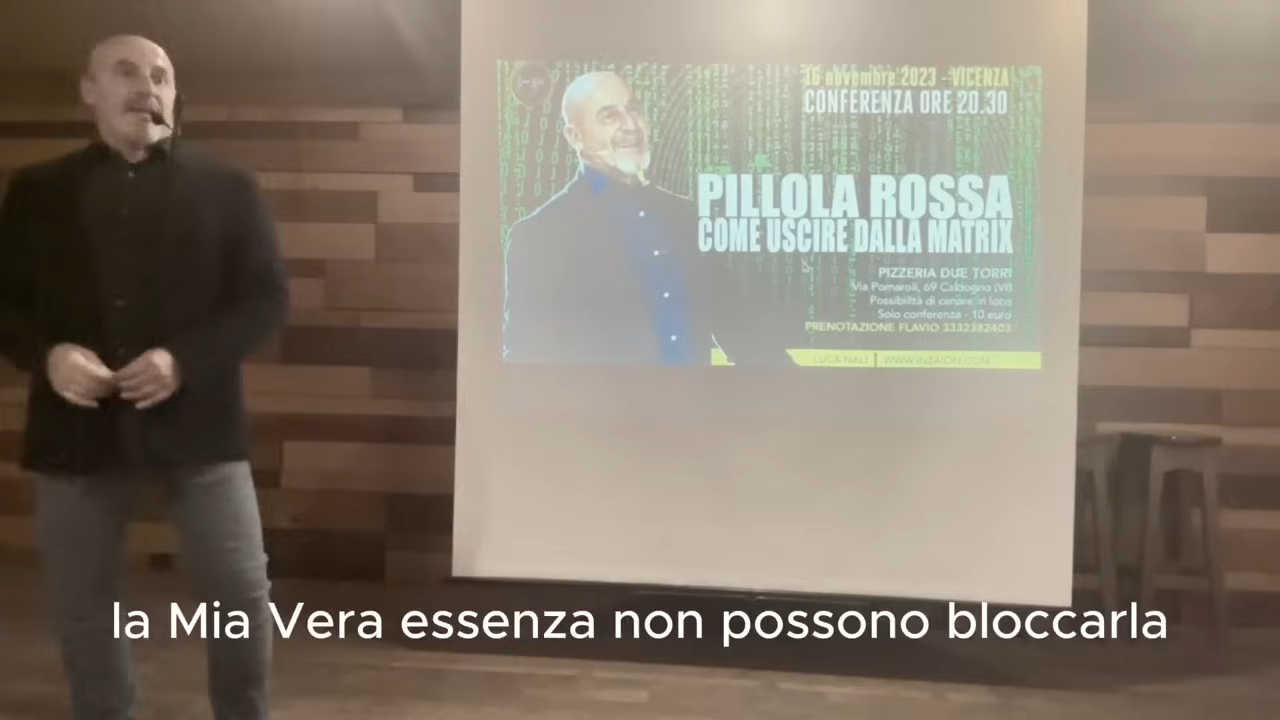 16 novembre 2023 - VICENZA
CONFERENZA ORE 20.30
PILLOLA ROSSA
COME USCIRE DALLA MATRIX
PIZZERIA DUE TORRI
Via Pomaroli, 69 Caldogno (VI)
Possibilità di cenare in loco
Solo conferenza - 10 euro
PRENOTAZIONE FLAVIO 3332382403
LUCA NALI | WWW.INZAION.COM
la Mia Vera essenza non possono bloccarla